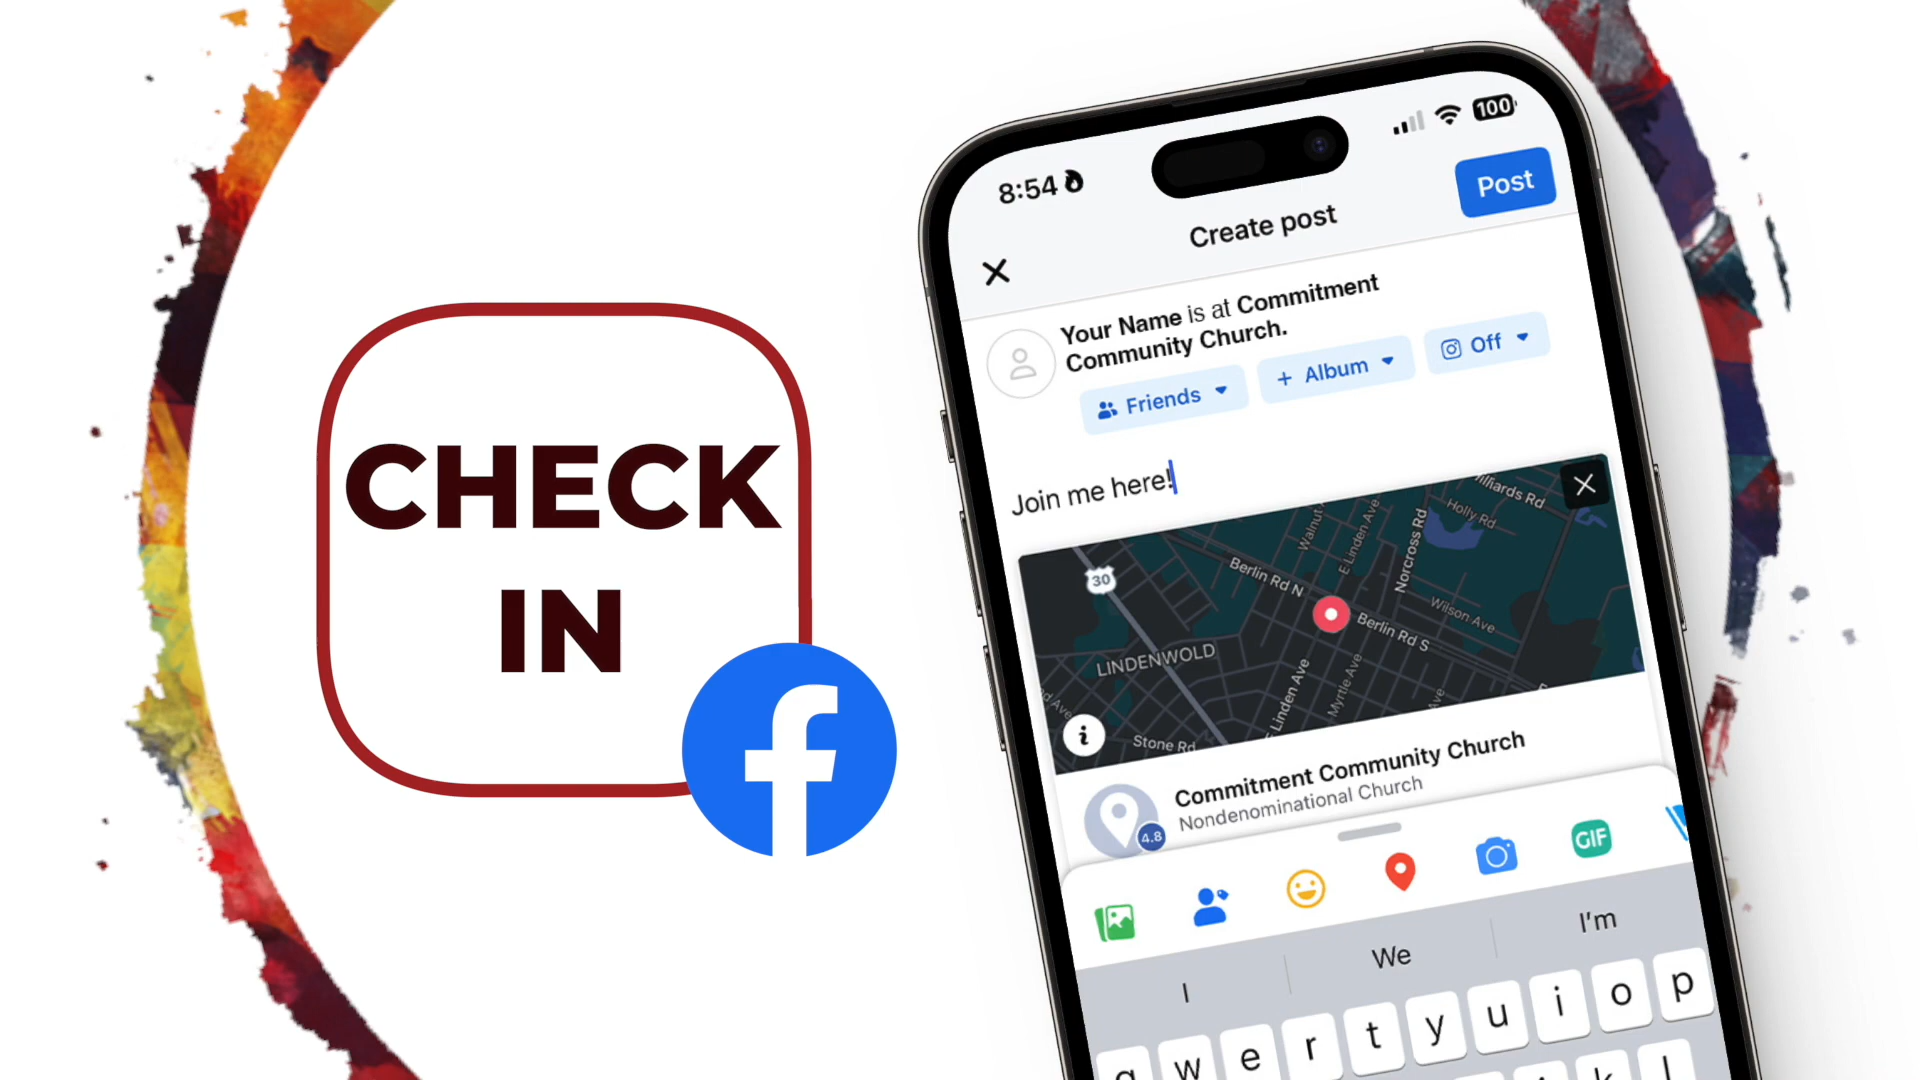 CHECK
IN
8:54
100
Create post
Post
Your Name is at Commitment
Community Church.
Friends
+ Album
Off
Join me here!
30
LINDENWOLD
Berlin Rd N
Berlin Rd S
Walnut
E Linden Ave
Norcross Rd
Holly Rd
Wilson Ave
E Linden Ave
Myrtle Ave
Ave
Stone Rd
i
Commitment Community Church
Nondenominational Church
4.8
GIF
I
We
I'm
q w e r t y u i o p
k l